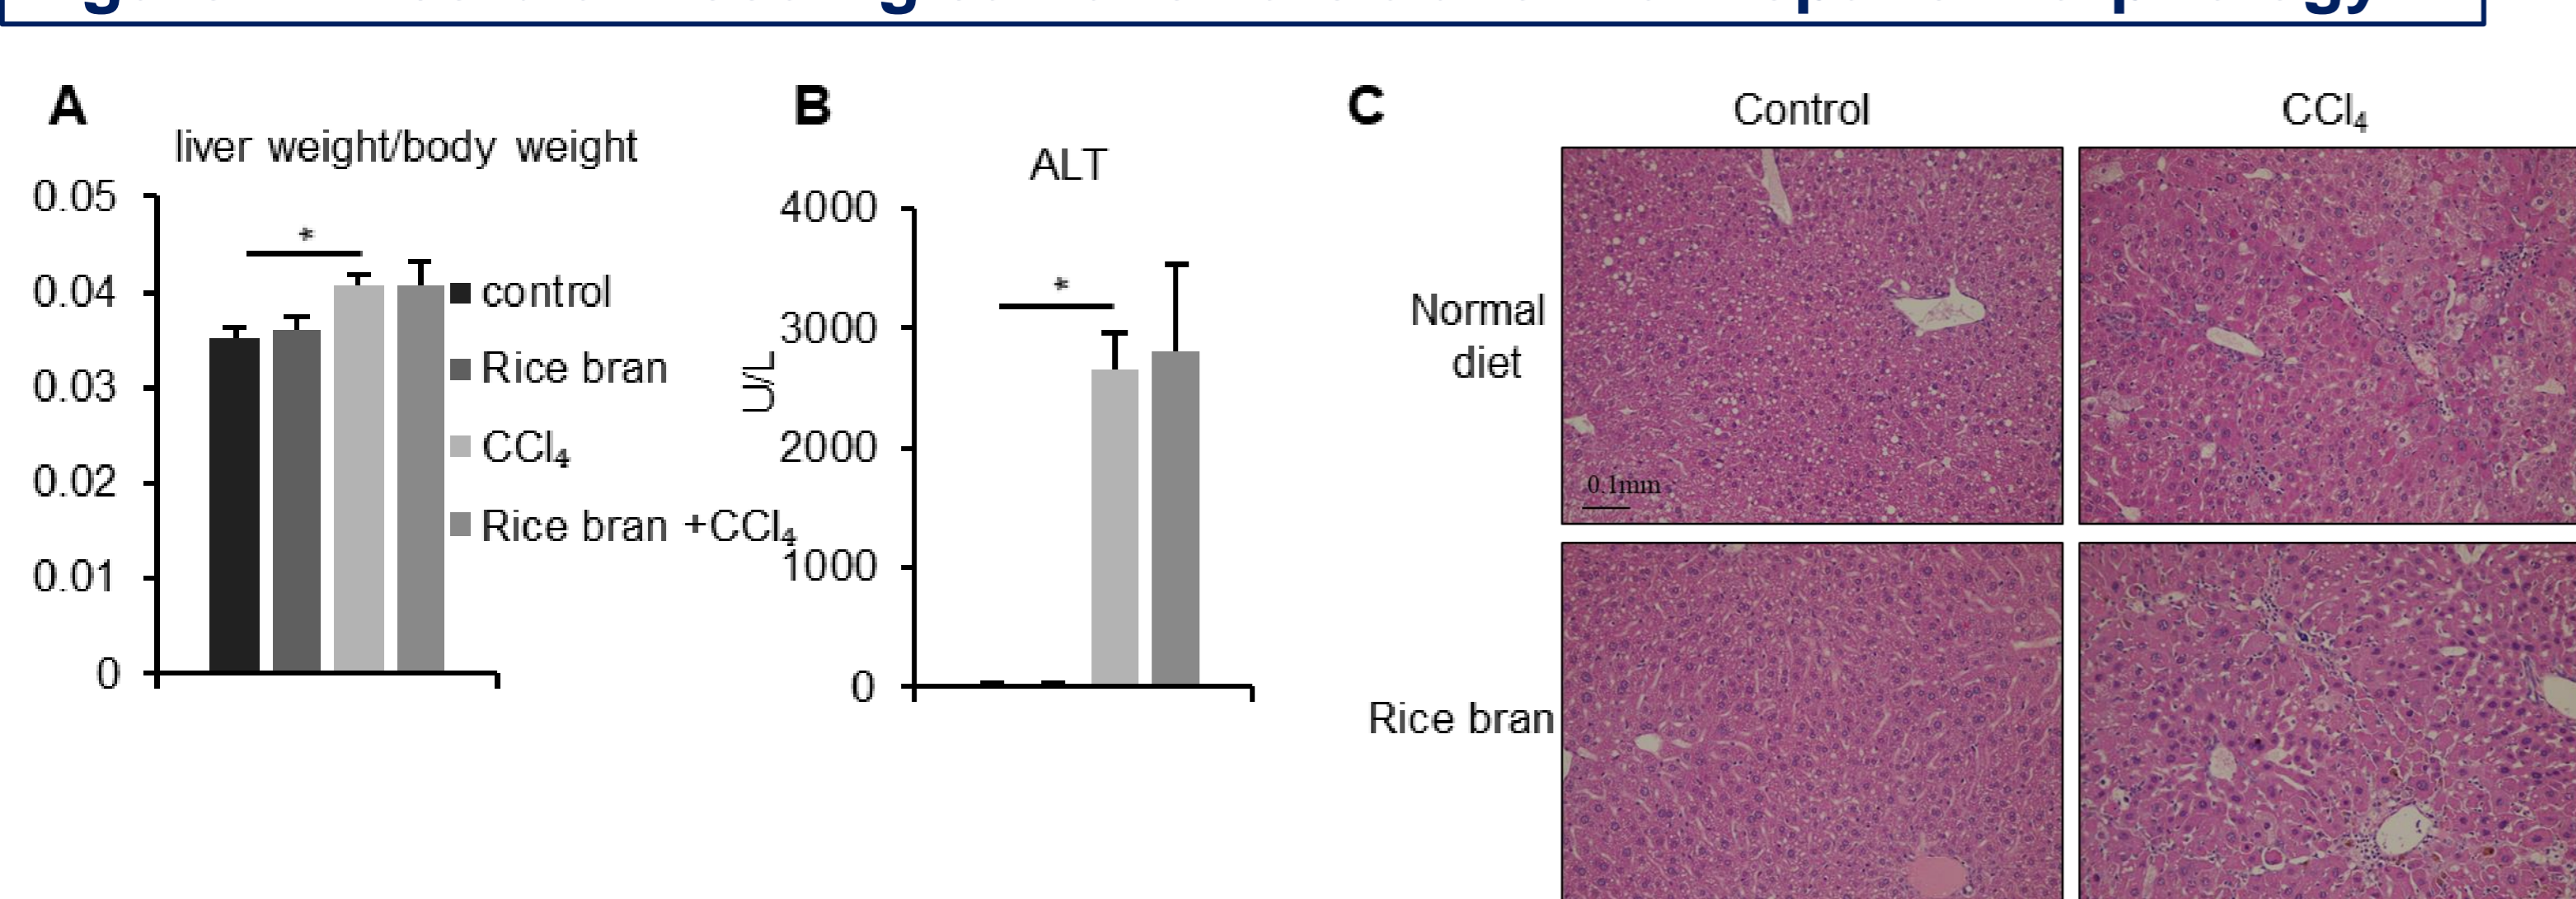 A
liver weight/body weight
0.05
0.04
0.03
0.02
0.01
0
*
control
Rice bran
CCl₄
Rice bran +CCl₄
B
ALT
U/L
4000
3000
2000
1000
0
*
C
Control
CCl₄
Normal
diet
0.1mm
Rice bran